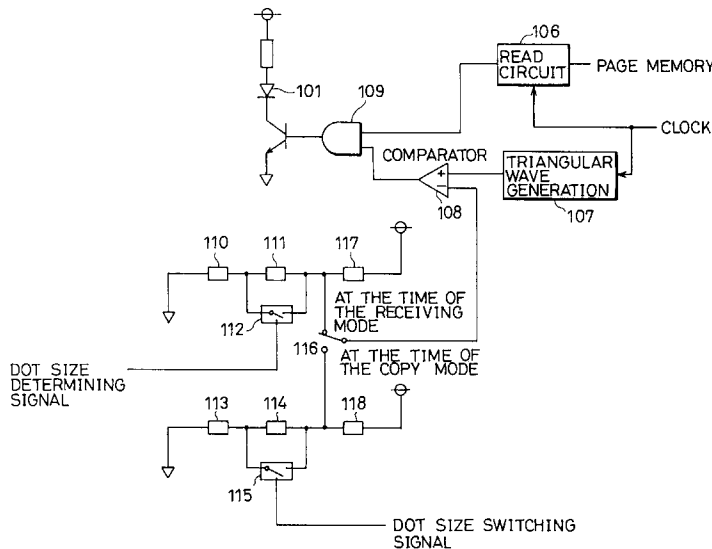 106
READ
CIRCUIT
PAGE MEMORY
101
109
CLOCK
COMPARATOR
+
−
108
TRIANGULAR
WAVE
GENERATION
107
110
111
117
112
AT THE TIME OF
THE RECEIVING
MODE
116
AT THE TIME OF
THE COPY MODE
DOT SIZE
DETERMINING
SIGNAL
113
114
118
115
DOT SIZE SWITCHING
SIGNAL